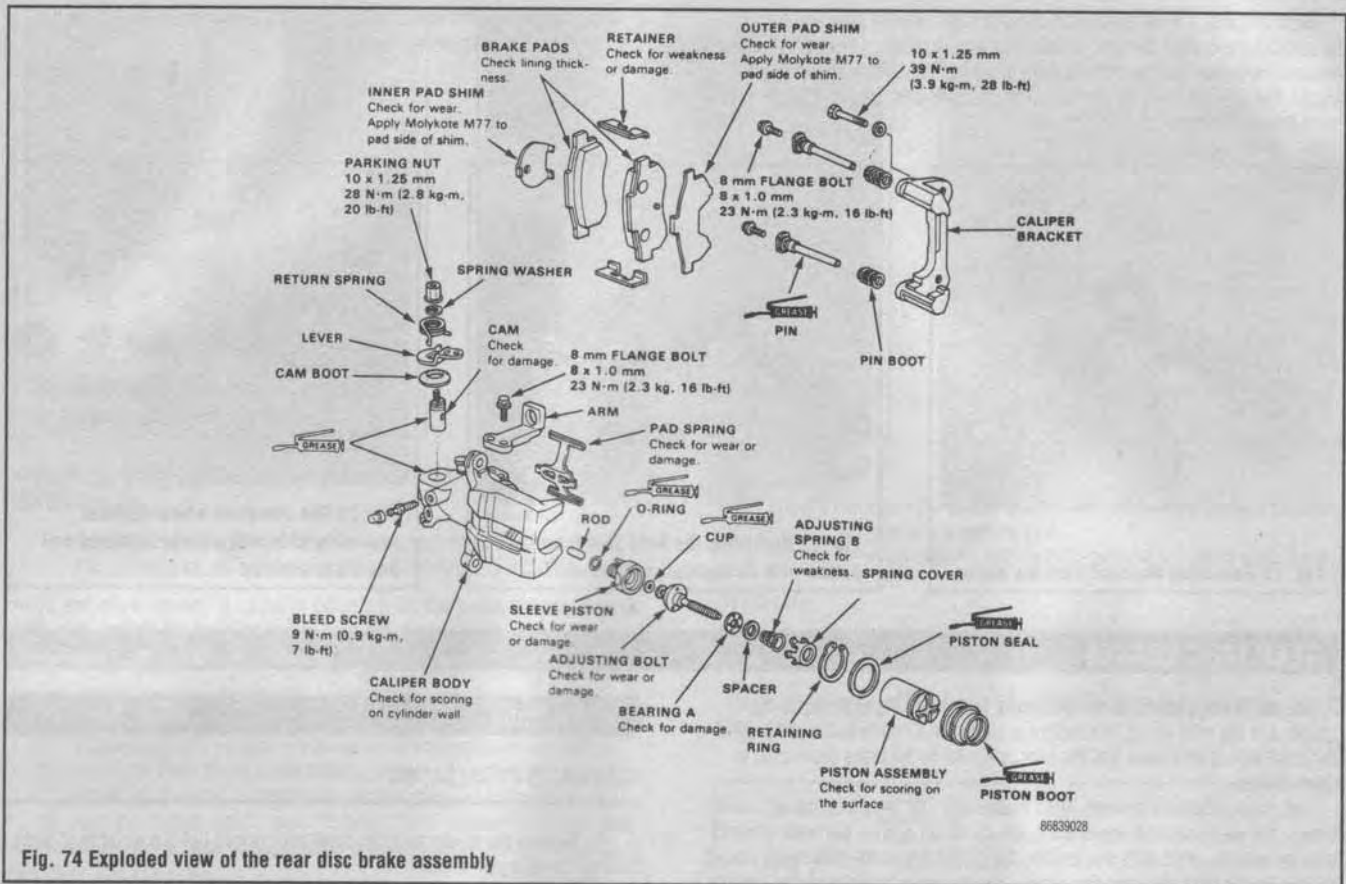 BRAKE PADS
Check lining thick-
ness.
RETAINER
Check for weakness
or damage.
OUTER PAD SHIM
Check for wear.
Apply Molykote M77 to
pad side of shim.
10 x 1.25 mm
39 N·m
(3.9 kg-m, 28 lb-ft)
INNER PAD SHIM
Check for wear.
Apply Molykote M77 to
pad side of shim.
PARKING NUT
10 x 1.25 mm
28 N·m (2.8 kg-m,
20 lb-ft)
8 mm FLANGE BOLT
8 x 1.0 mm
23 N·m (2.3 kg-m, 16 lb-ft)
CALIPER
BRACKET
RETURN SPRING
SPRING WASHER
LEVER
CAM
Check
for damage.
GREASE
PIN
PIN BOOT
CAM BOOT
8 mm FLANGE BOLT
8 x 1.0 mm
23 N·m (2.3 kg, 16 lb-ft)
ARM
PAD SPRING
Check for wear or
damage.
GREASE
GREASE
O-RING
GREASE
CUP
ROD
ADJUSTING
SPRING B
Check for
weakness.
SPRING COVER
BLEED SCREW
9 N·m (0.9 kg-m,
7 lb-ft)
SLEEVE PISTON
Check for wear
or damage.
GREASE
PISTON SEAL
CALIPER BODY
Check for scoring
on cylinder wall.
ADJUSTING BOLT
Check for wear or
damage.
SPACER
BEARING A
Check for damage.
RETAINING
RING
PISTON ASSEMBLY
Check for scoring on
the surface.
GREASE
PISTON BOOT
86839028
Fig. 74 Exploded view of the rear disc brake assembly